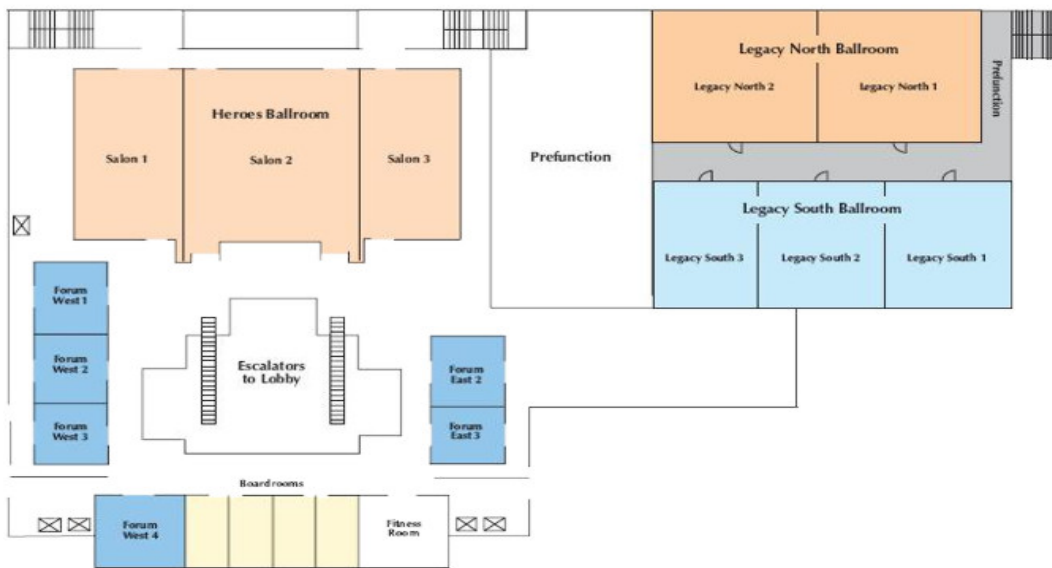 Legacy North Ballroom
Legacy North 2
Legacy North 1
Prefunction
Heroes Ballroom
Salon 1
Salon 2
Salon 3
Prefunction
Legacy South Ballroom
Legacy South 3
Legacy South 2
Legacy South 1
Forum
West 1
Forum
West 2
Forum
West 3
Escalators
to Lobby
Forum
East 2
Forum
East 3
Boardrooms
Forum
West 4
Fitness
Room